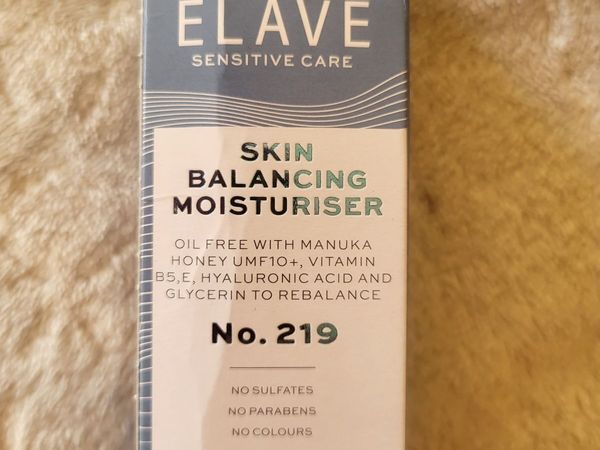 ELAVE
SENSITIVE CARE
SKIN
BALANCING
MOISTURISER
OIL FREE WITH MANUKA
HONEY UMF10+, VITAMIN
B5,E, HYALURONIC ACID AND
GLYCERIN TO REBALANCE
No. 219
NO SULFATES
NO PARABENS
NO COLOURS